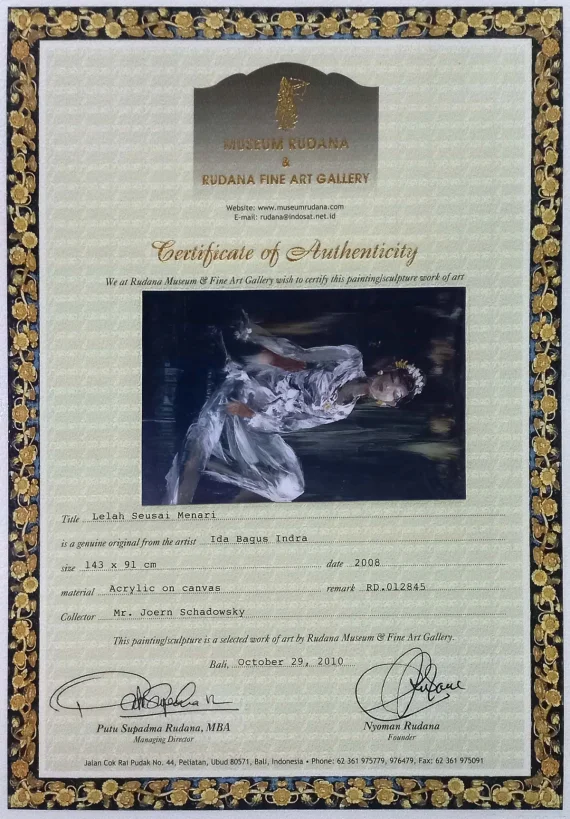 MUSEUM RUDANA
&
RUDANA FINE ART GALLERY
Website: www.museumrudana.com
E-mail: rudana@indosat.net.id
Certificate of Authenticity
We at Rudana Museum & Fine Art Gallery wish to certify this painting/sculpture work of art
Title Lelah Seusai Menari
is a genuine original from the artist Ida Bagus Indra
size 143 x 91 cm date 2008
material Acrylic on canvas remark RD.012845
Collector Mr. Joern Schadowsky
This painting/sculpture is a selected work of art by Rudana Museum & Fine Art Gallery.
Bali, October 29, 2010
Putu Supadma Rudana, MBA Nyoman Rudana
Managing Director Founder
Jalan Cok Rai Pudak No. 44, Peliatan, Ubud 80571, Bali, Indonesia • Phone: 62 361 975779, 976479, Fax: 62 361 975091